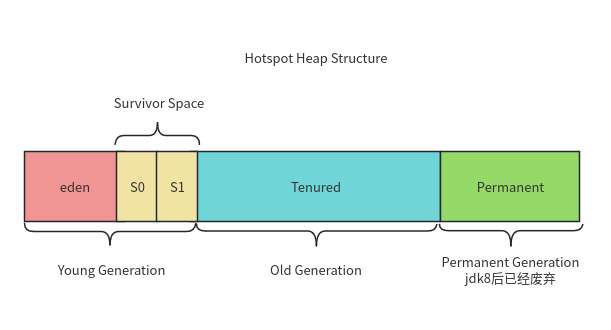 Hotspot Heap Structure
Survivor Space
eden
S0
S1
Tenured
Permanent
Young Generation
Old Generation
Permanent Generation
jdk8后已经废弃